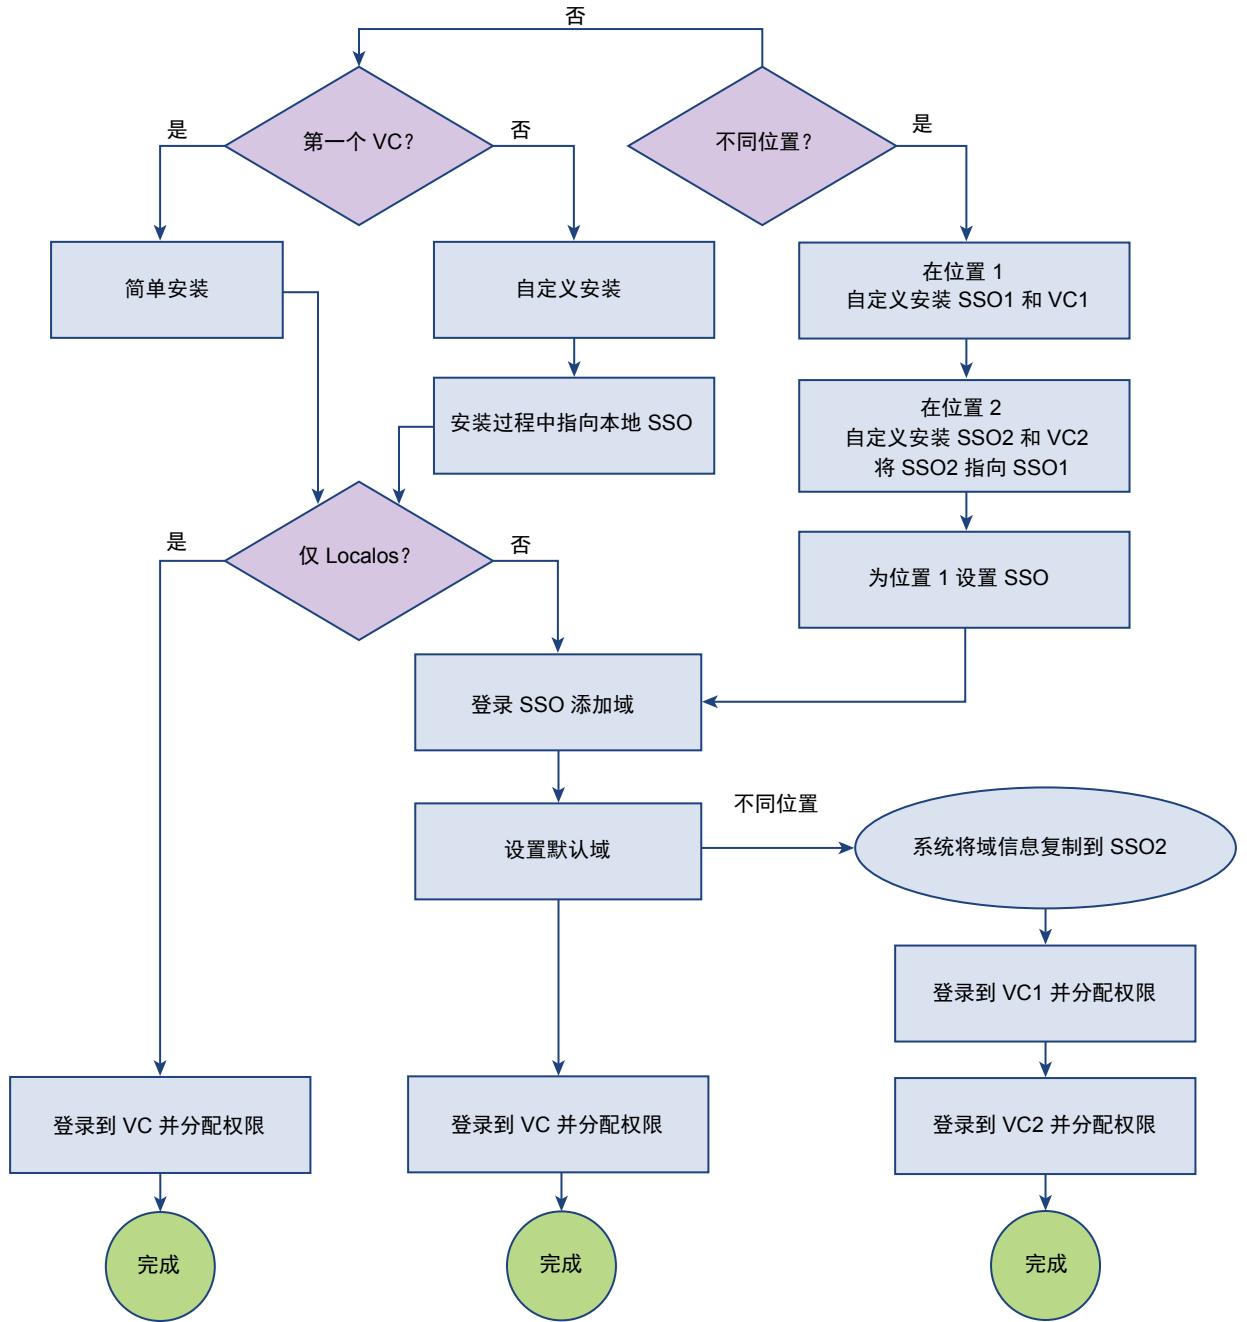 否
第一个 VC？
不同位置？
是
否
是
简单安装
自定义安装
在位置 1
自定义安装 SSO1 和 VC1
安装过程中指向本地 SSO
在位置 2
自定义安装 SSO2 和 VC2
将 SSO2 指向 SSO1
仅 Localos？
是
否
为位置 1 设置 SSO
登录 SSO 添加域
设置默认域
不同位置
系统将域信息复制到 SSO2
登录到 VC1 并分配权限
登录到 VC 并分配权限
登录到 VC 并分配权限
登录到 VC2 并分配权限
完成
完成
完成